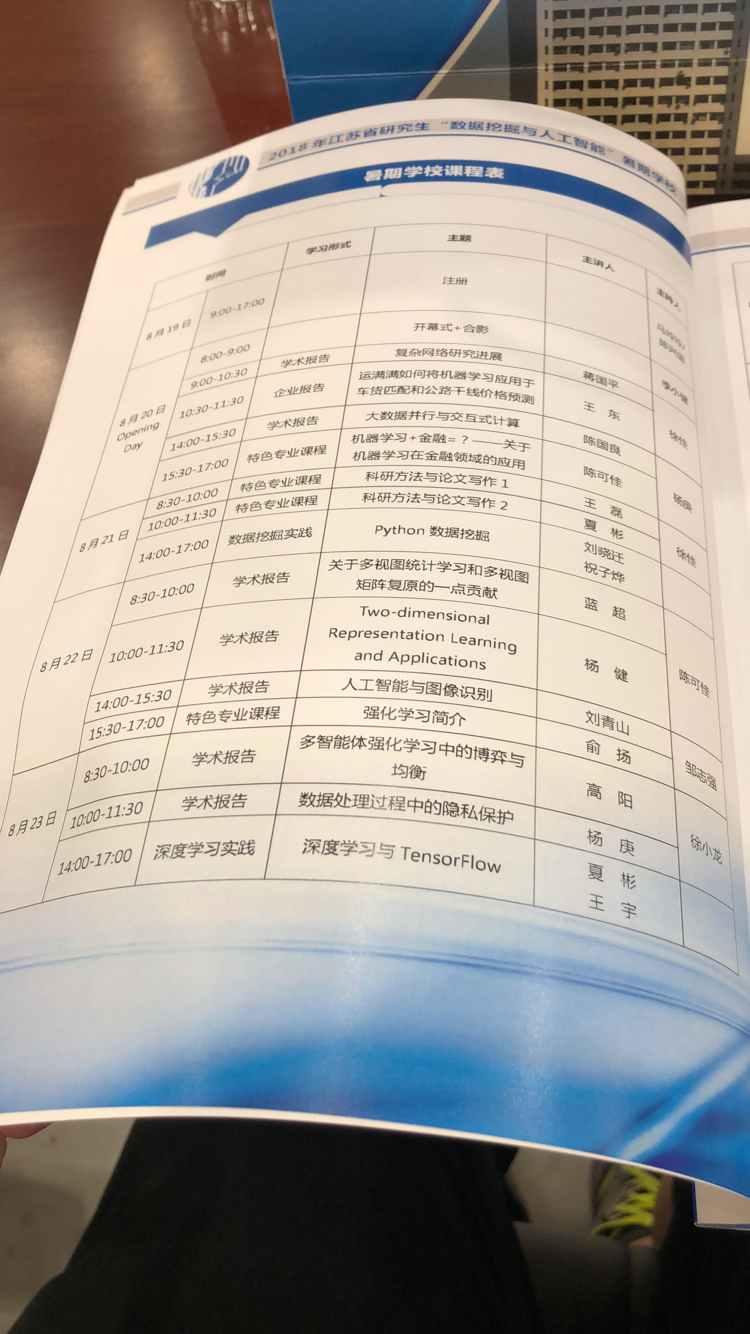 2018 年江苏省研究生“数据挖掘与人工智能”暑期学校
暑期学校课程表
时间 学习形式 主题 主讲人 主持人
8 月 19 日 9:00-17:00 注册
8 月 20 日
Opening
Day
8:00-9:00 开幕式+合影
9:00-10:30 学术报告 复杂网络研究进展 蒋国平 李小健
10:30-11:30 企业报告 运满满如何将机器学习应用于
车货匹配和公路干线价格预测 王 东
徐佳
14:00-15:30 学术报告 大数据并行与交互式计算 陈国良
15:30-17:00 特色专业课程 机器学习+金融=？——关于
机器学习在金融领域的应用 陈可佳
杨庚
8 月 21 日
8:30-10:00 特色专业课程 科研方法与论文写作 1 王 磊
10:00-11:30 特色专业课程 科研方法与论文写作 2 夏 彬
徐佳
14:00-17:00 数据挖掘实践 Python 数据挖掘 刘晓迁
祝子烨
8 月 22 日
8:30-10:00 学术报告 关于多视图统计学习和多视图
矩阵复原的一点贡献 蓝 超
10:00-11:30 学术报告 Two-dimensional
Representation Learning
and Applications 杨 健
陈可佳
14:00-15:30 学术报告 人工智能与图像识别 刘青山
15:30-17:00 特色专业课程 强化学习简介 俞 扬
邹志强
8 月 23 日
8:30-10:00 学术报告 多智能体强化学习中的博弈与
均衡 高 阳
10:00-11:30 学术报告 数据处理过程中的隐私保护 杨 庚
徐小龙
14:00-17:00 深度学习实践 深度学习与 TensorFlow 夏 彬
王 宇